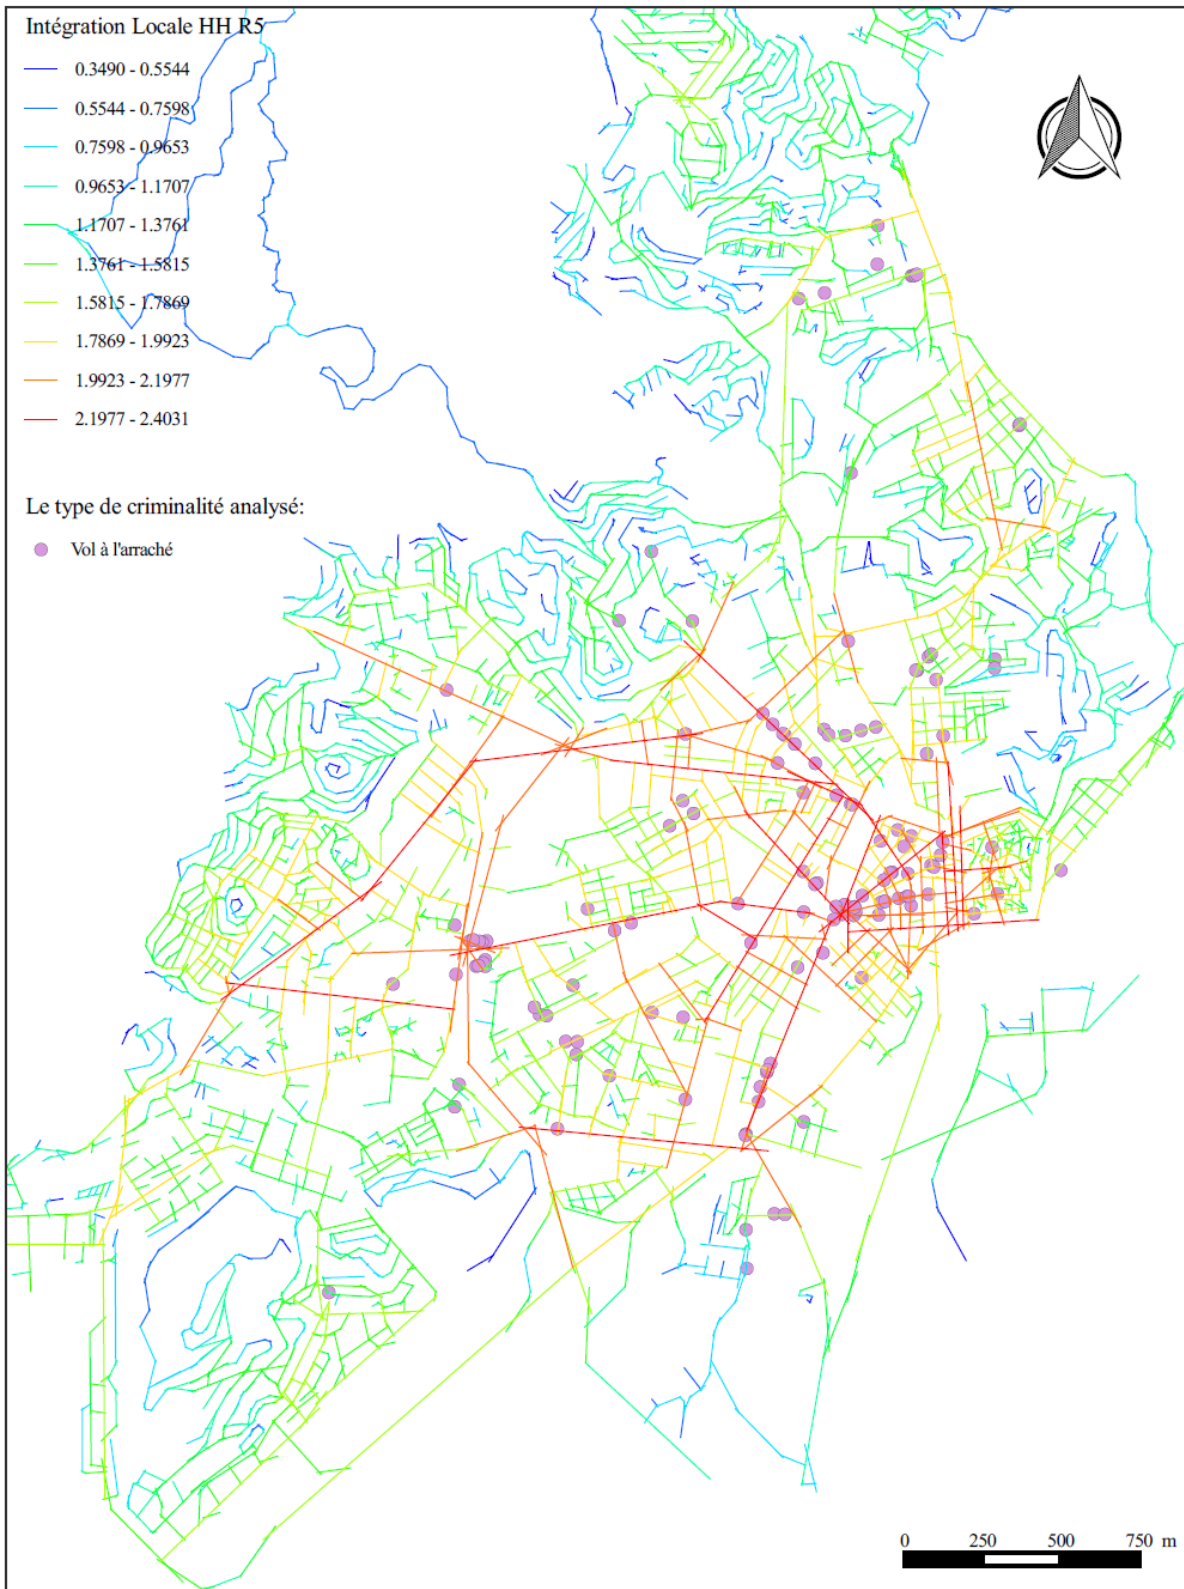 Intégration Locale HH R5
0.3490 - 0.5544
0.5544 - 0.7598
0.7598 - 0.9653
0.9653 - 1.1707
1.1707 - 1.3761
1.3761 - 1.5815
1.5815 - 1.7869
1.7869 - 1.9923
1.9923 - 2.1977
2.1977 - 2.4031
Le type de criminalité analysé:
Vol à l'arraché
0 250 500 750 m